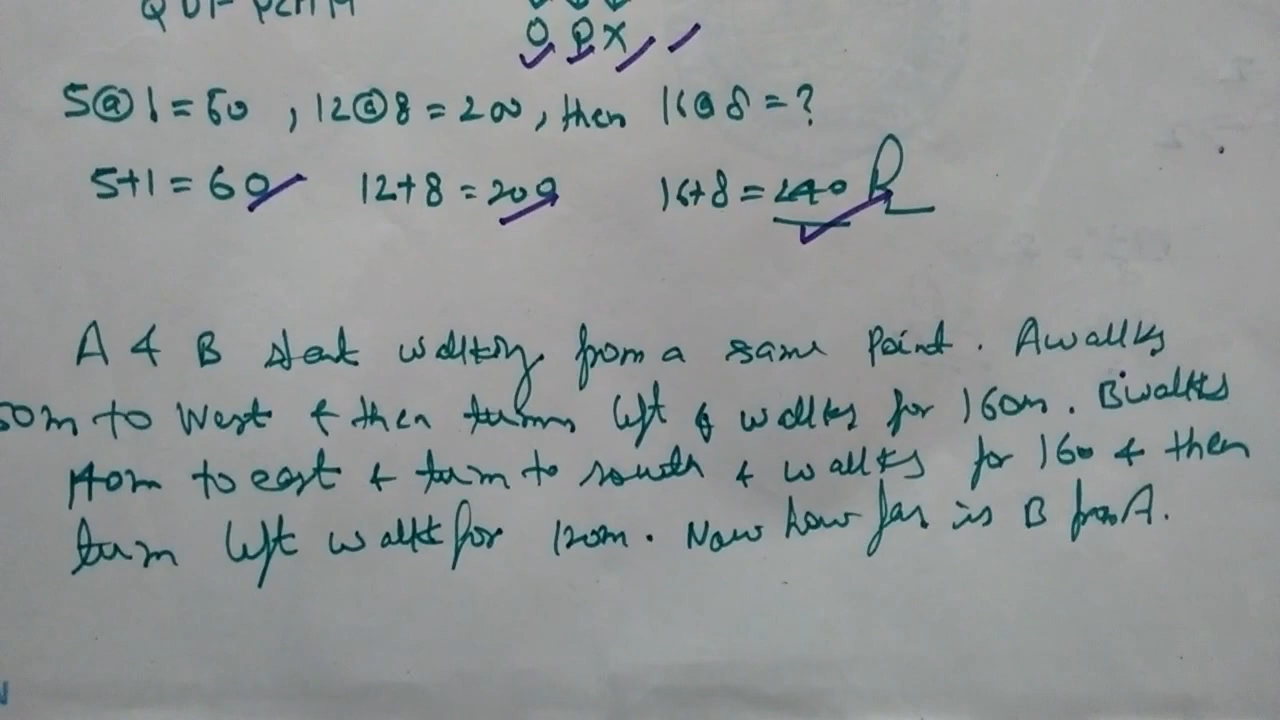 O P X
5@1=60 , 12@8=200, then 16@8=?
5+1=60 12+8=200 16+8=240
A & B start walking from a same Point. A walks
50m to West & then turns left & walks for 160m. B walks
140m to east & turn to south & walks for 160 & then
turn left walk for 120m. Now how far is B from A.